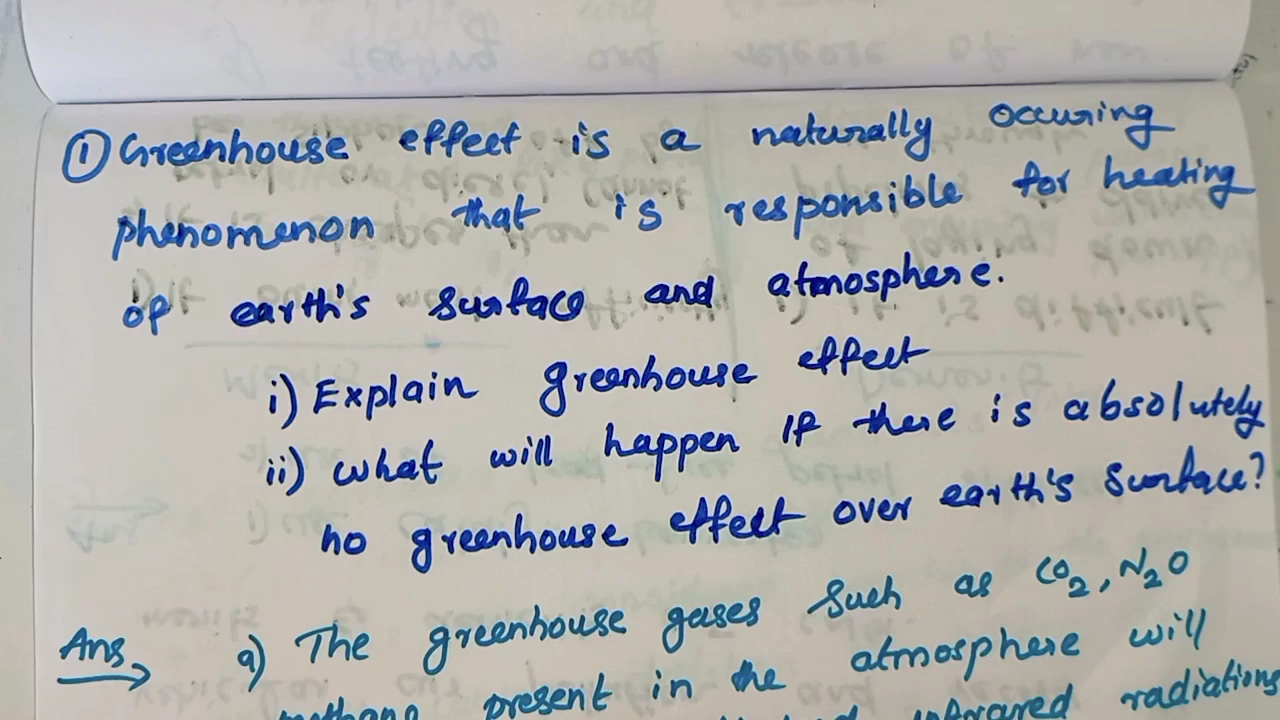 ① Greenhouse effect is a naturally occuring
phenomenon that is responsible for heating
of earth's surface and atmosphere.
i) Explain greenhouse effect
ii) what will happen if there is absolutely
no greenhouse effect over earth's surface?
Ans → a) The greenhouse gases such as CO2, N2O
methane present in the atmosphere will
infrared radiations